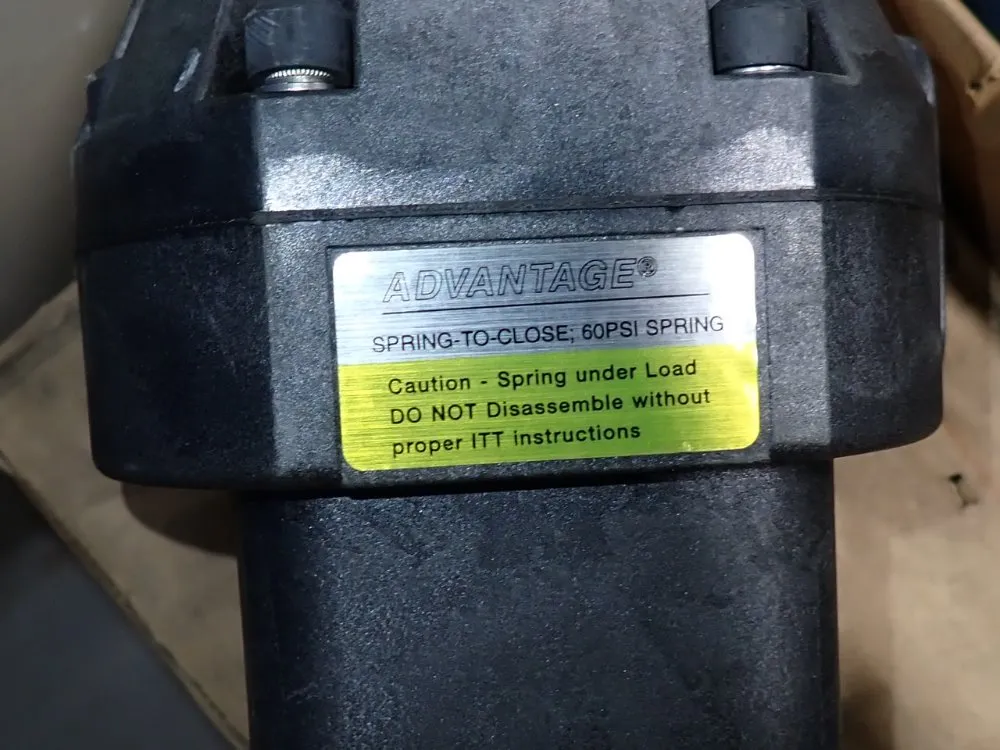 ADVANTAGE®
SPRING-TO-CLOSE; 60PSI SPRING
Caution - Spring under Load
DO NOT Disassemble without
proper ITT instructions